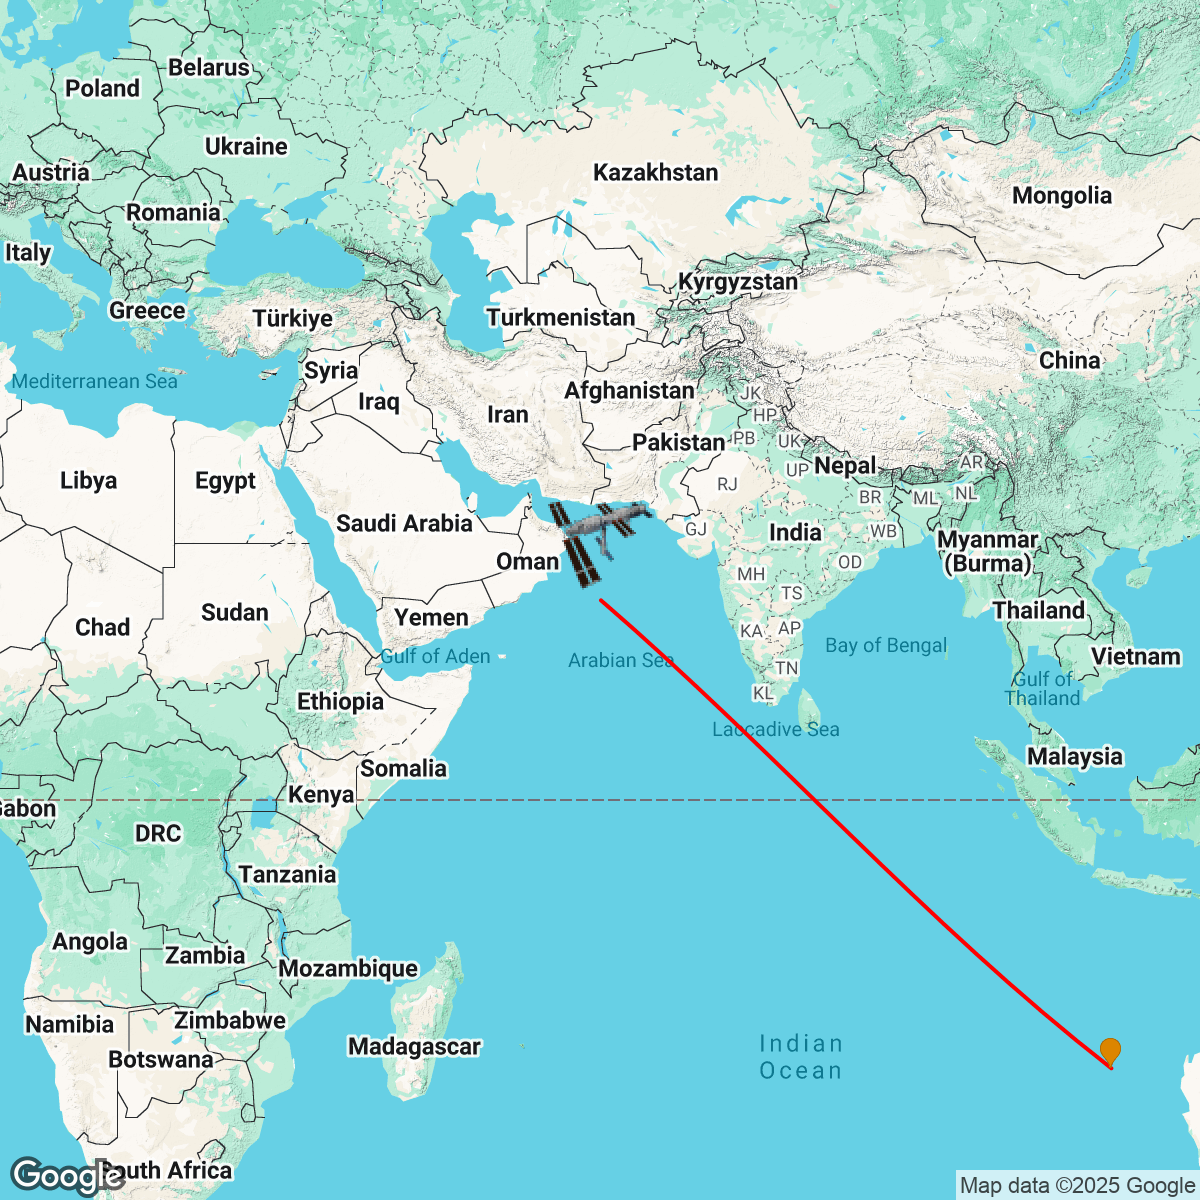 Belarus
Poland
Ukraine
Austria
Kazakhstan
Mongolia
Romania
Italy
Kyrgyzstan
Greece
Türkiye
Turkmenistan
China
Syria
Mediterranean Sea
Afghanistan
JK
Iraq
Iran
HP
Pakistan
PB
UK
Nepal
AR
UP
Libya
Egypt
RJ
BR
ML
NL
Saudi Arabia
GJ
India
WB
Myanmar
(Burma)
Oman
OD
MH
TS
Sudan
Yemen
Thailand
Chad
KA
AP
Bay of Bengal
Gulf of Aden
Arabian Sea
Vietnam
TN
Gulf of
Thailand
KL
Ethiopia
Laccadive Sea
Malaysia
Somalia
Kenya
Gabon
DRC
Tanzania
Angola
Zambia
Mozambique
Namibia
Zimbabwe
Madagascar
Indian
Ocean
Botswana
South Africa
Google
Map data ©2025 Google